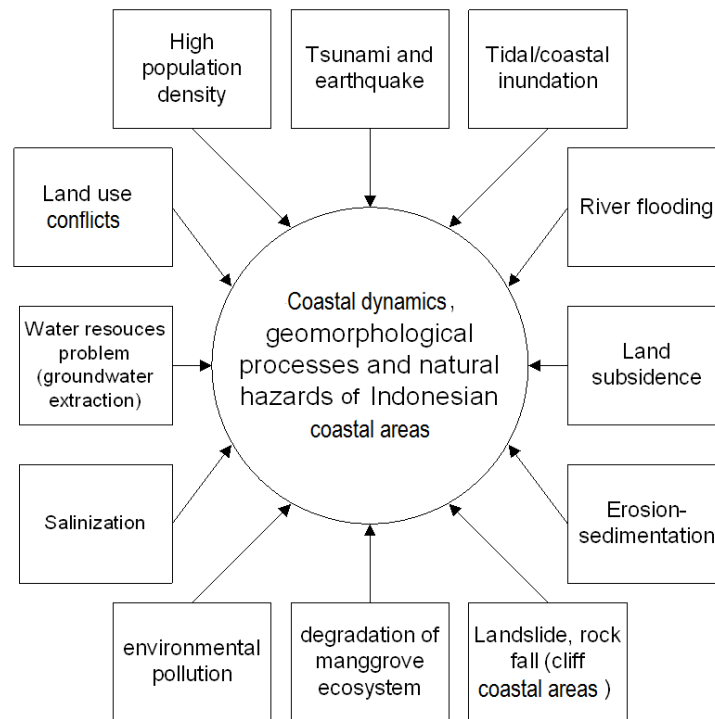 High
population
density
Tsunami and
earthquake
Tidal/coastal
inundation
Land use
conflicts
River flooding
Coastal dynamics,
geomorphological
processes and natural
hazards of Indonesian
coastal areas
Water resouces
problem
(groundwater
extraction)
Land
subsidence
Salinization
Erosion-
sedimentation
environmental
pollution
degradation of
manggrove
ecosystem
Landslide, rock
fall (cliff
coastal areas )